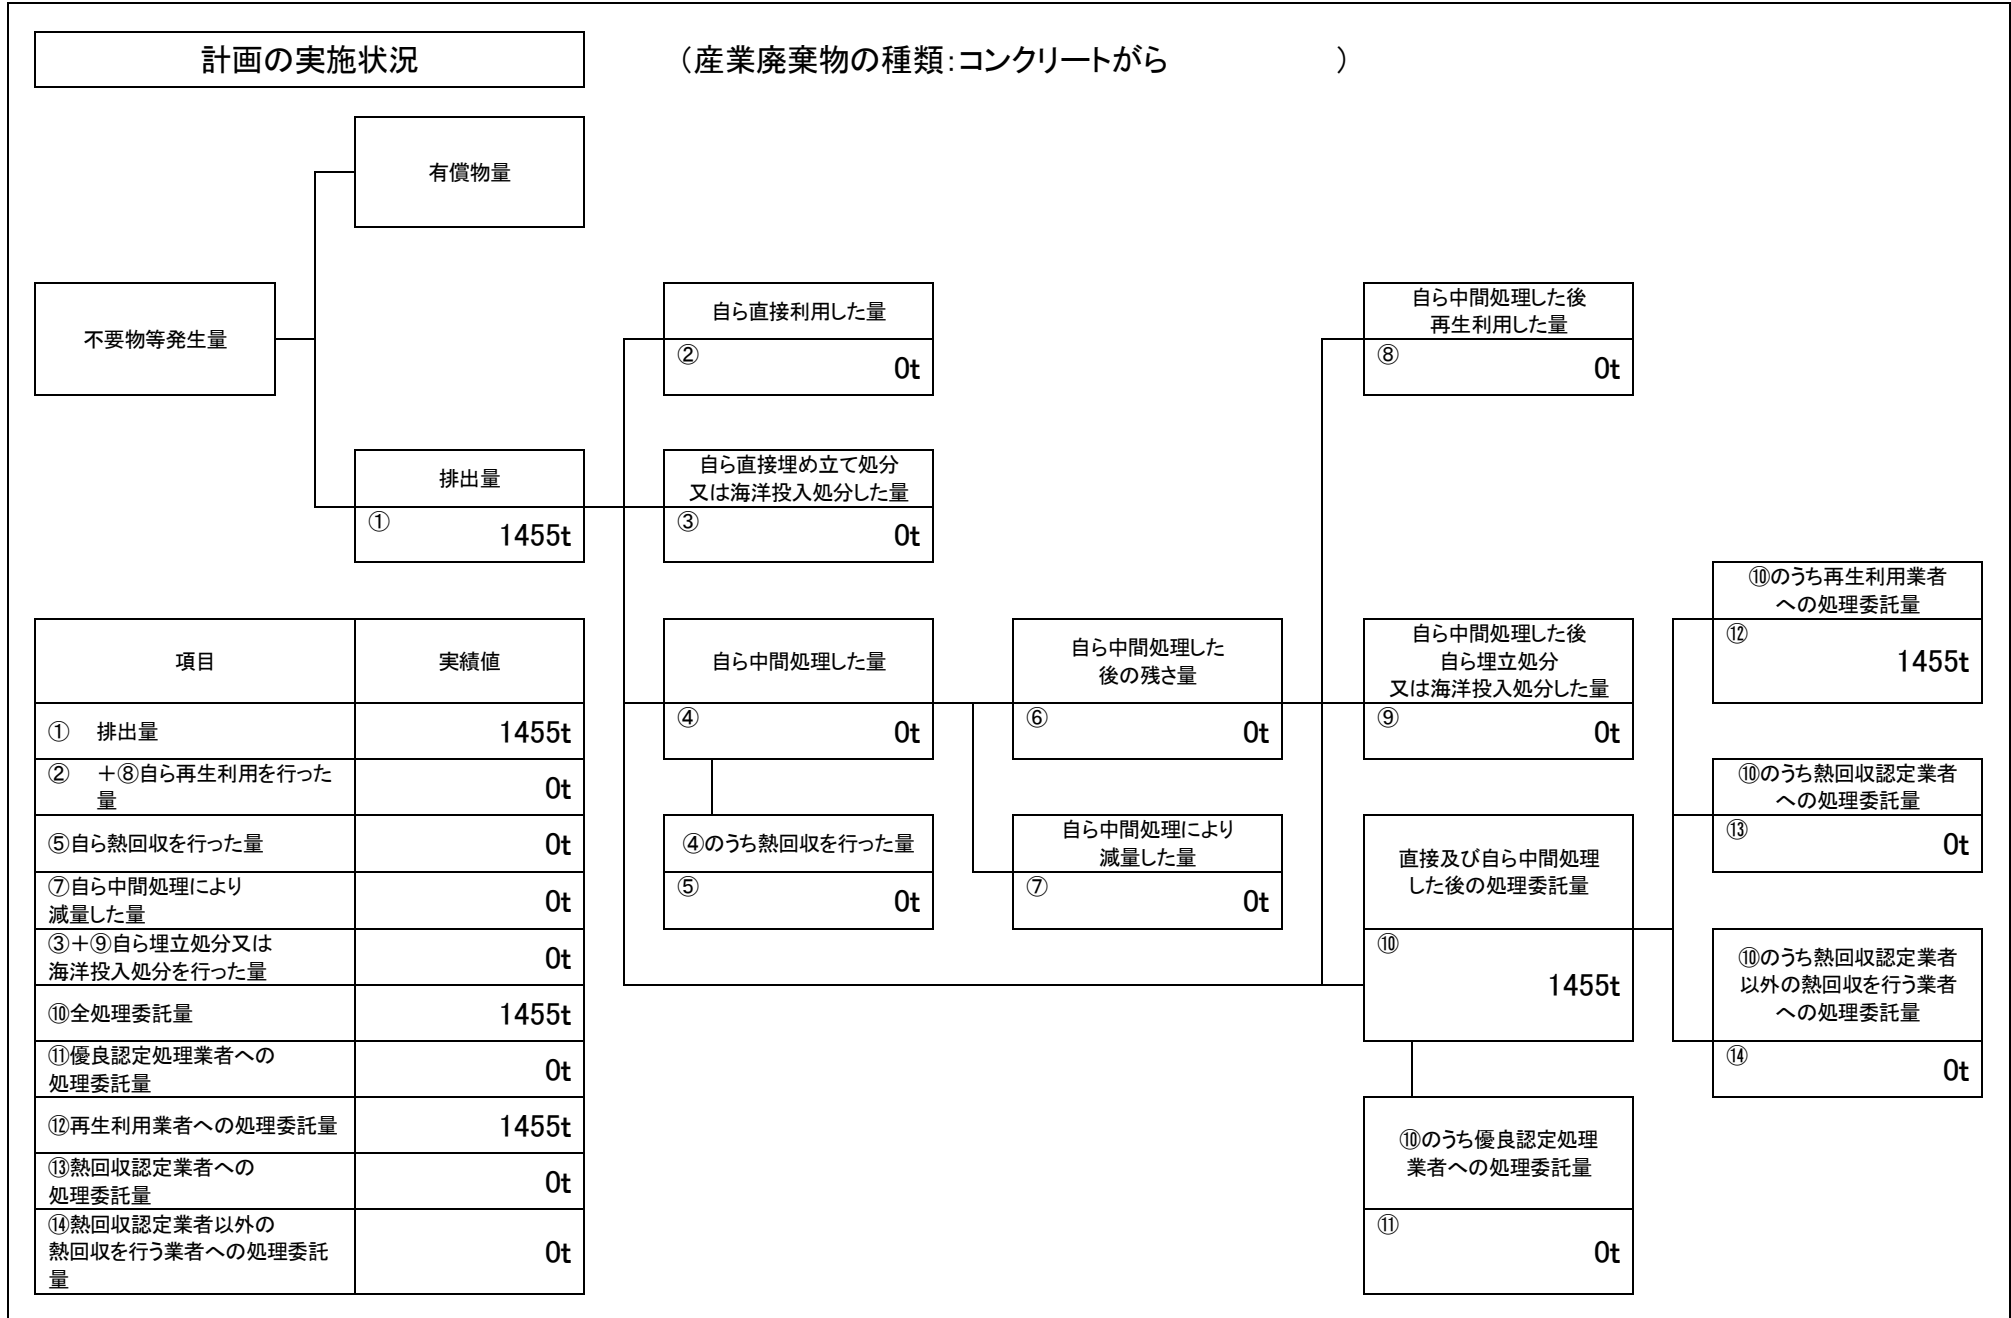 計画の実施状況
（産業廃棄物の種類：コンクリートがら　　　　　）
有償物量
不要物等発生量
排出量
①
1455t
自ら直接利用した量
②
0t
自ら直接埋め立て処分
又は海洋投入処分した量
③
0t
自ら中間処理した量
④
0t
④のうち熱回収を行った量
⑤
0t
自ら中間処理した
後の残さ量
⑥
0t
自ら中間処理により
減量した量
⑦
0t
自ら中間処理した後
再生利用した量
⑧
0t
自ら中間処理した後
自ら埋立処分
又は海洋投入処分した量
⑨
0t
直接及び自ら中間処理
した後の処理委託量
⑩
1455t
⑩のうち優良認定処理
業者への処理委託量
⑪
0t
⑩のうち再生利用業者
への処理委託量
⑫
1455t
⑩のうち熱回収認定業者
への処理委託量
⑬
0t
⑩のうち熱回収認定業者
以外の熱回収を行う業者
への処理委託量
⑭
0t
項目　実績値
①　排出量　1455t
②　＋⑧自ら再生利用を行った
量　0t
⑤自ら熱回収を行った量　0t
⑦自ら中間処理により
減量した量　0t
③＋⑨自ら埋立処分又は
海洋投入処分を行った量　0t
⑩全処理委託量　1455t
⑪優良認定処理業者への
処理委託量　0t
⑫再生利用業者への処理委託量　1455t
⑬熱回収認定業者への
処理委託量　0t
⑭熱回収認定業者以外の
熱回収を行う業者への処理委託
量　0t